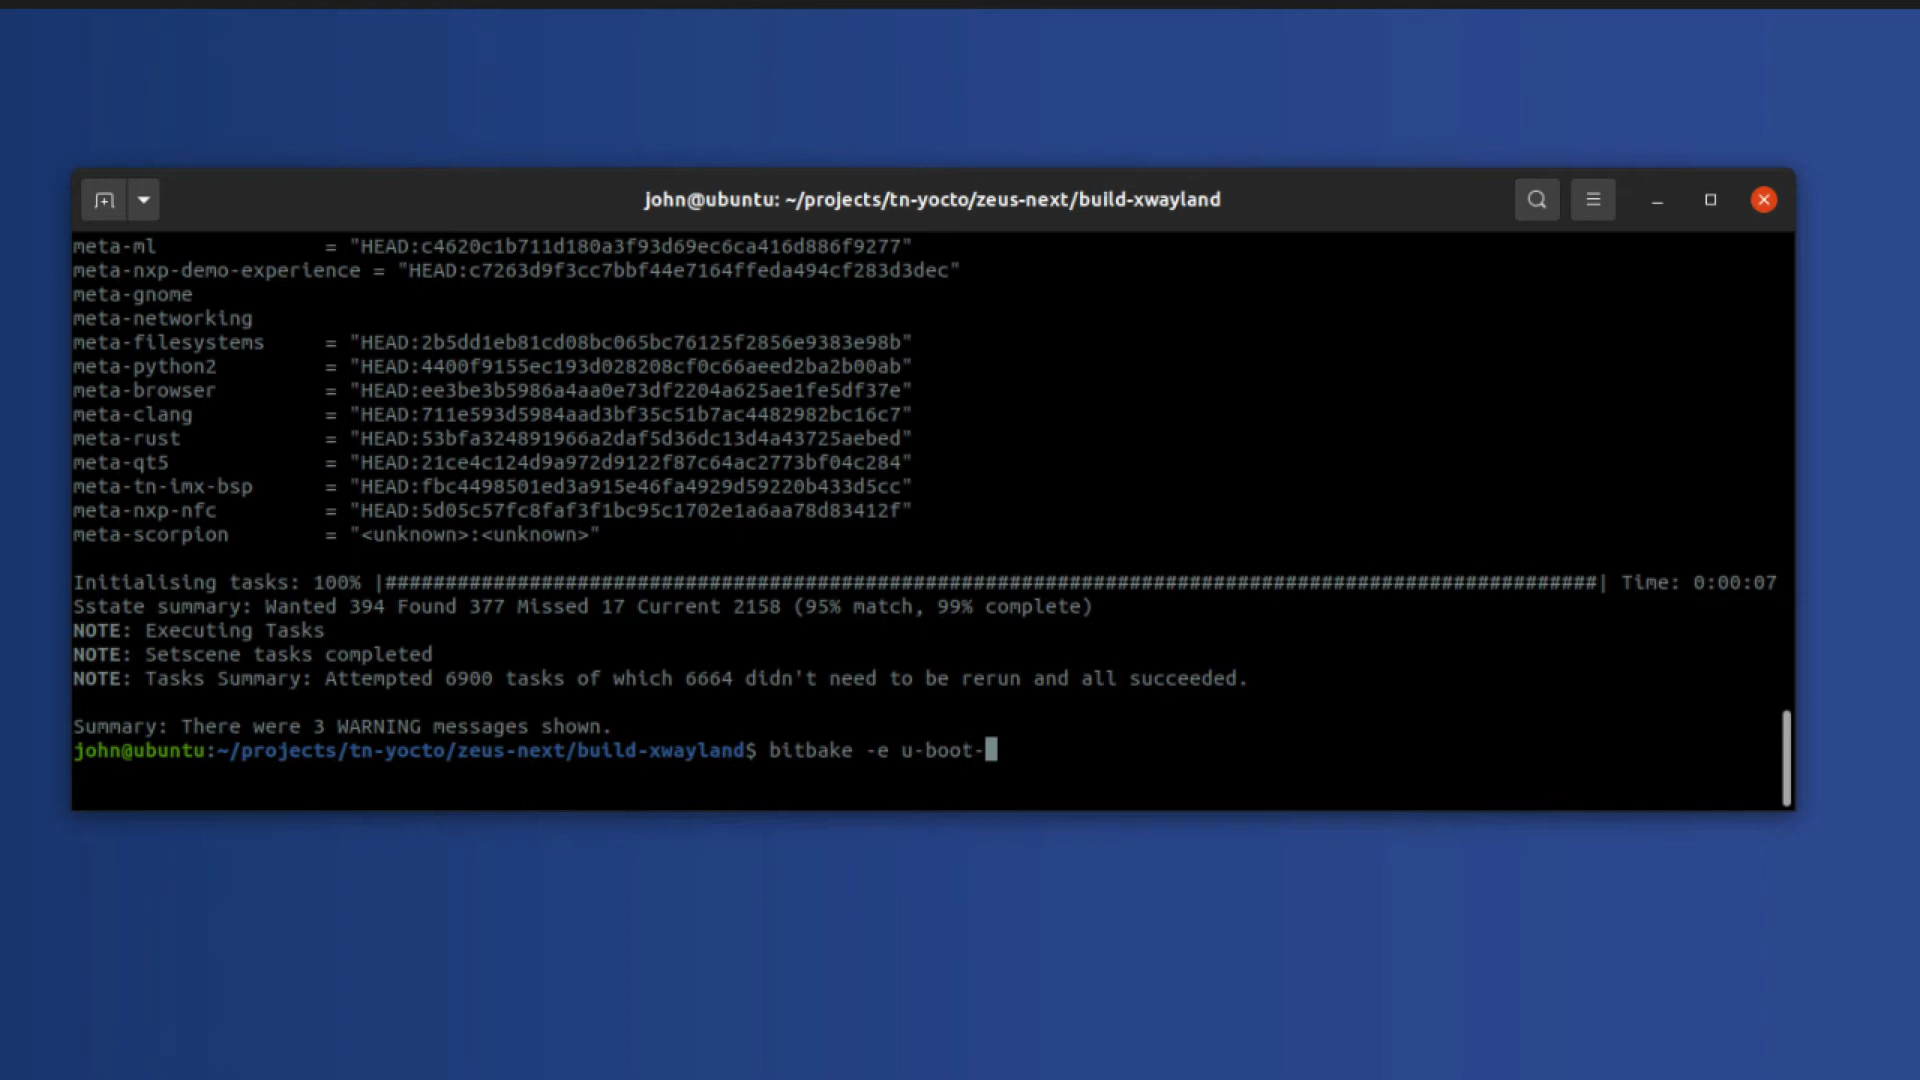 john@ubuntu: ~/projects/tn-yocto/zeus-next/build-xwayland
meta-ml = "HEAD:c4620c1b711d180a3f93d69ec6ca416d886f9277"
meta-nxp-demo-experience = "HEAD:c7263d9f3cc7bbf44e7164ffeda494cf283d3dec"
meta-gnome
meta-networking
meta-filesystems = "HEAD:2b5dd1eb81cd08bc065bc76125f2856e9383e98b"
meta-python2 = "HEAD:4400f9155ec193d028208cf0c66aeed2ba2b00ab"
meta-browser = "HEAD:ee3be3b5986a4aa0e73df2204a625ae1fe5df37e"
meta-clang = "HEAD:711e593d5984aad3bf35c51b7ac4482982bc16c7"
meta-rust = "HEAD:53bfa324891966a2daf5d36dc13d4a43725aebed"
meta-qt5 = "HEAD:21ce4c124d9a972d9122f87c64ac2773bf04c284"
meta-tn-imx-bsp = "HEAD:fbc4498501ed3a915e46fa4929d59220b433d5cc"
meta-nxp-nfc = "HEAD:5d05c57fc8faf3f1bc95c1702e1a6aa78d83412f"
meta-scorpion = "<unknown>:<unknown>"
Initialising tasks: 100% |#####################################################################################################| Time: 0:00:07
Sstate summary: Wanted 394 Found 377 Missed 17 Current 2158 (95% match, 99% complete)
NOTE: Executing Tasks
NOTE: Setscene tasks completed
NOTE: Tasks Summary: Attempted 6900 tasks of which 6664 didn't need to be rerun and all succeeded.
Summary: There were 3 WARNING messages shown.
john@ubuntu:~/projects/tn-yocto/zeus-next/build-xwayland$ bitbake -e u-boot-